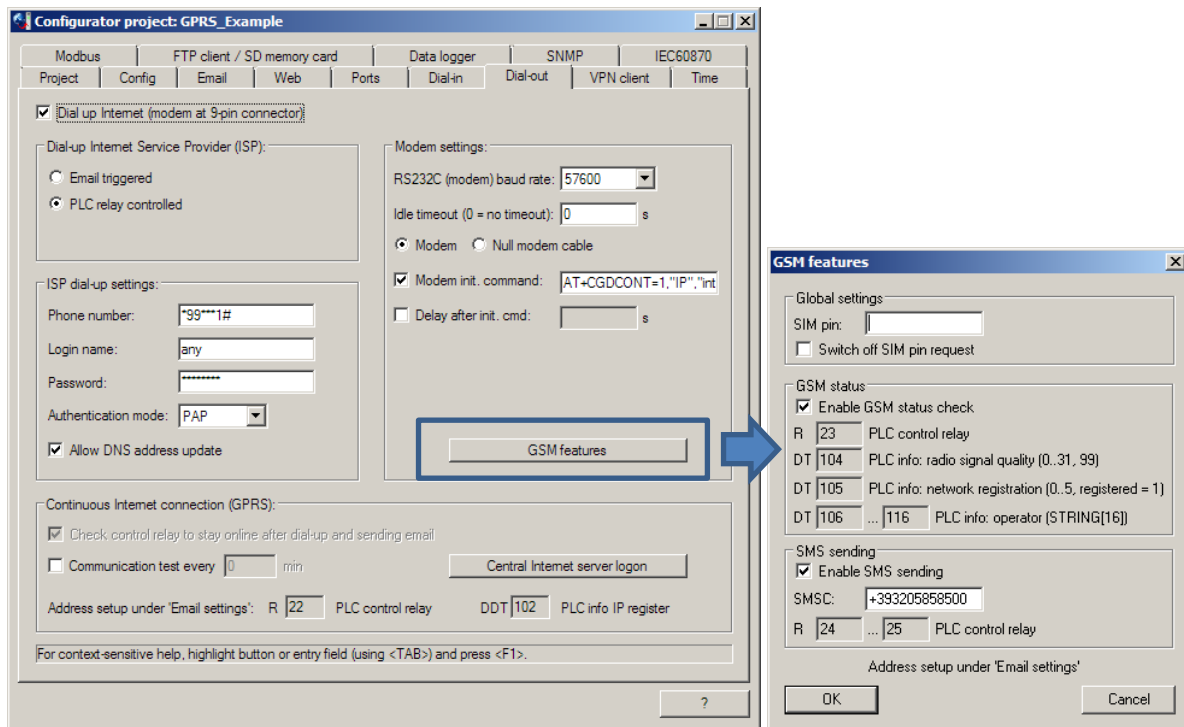 Configurator project: GPRS_Example
Modbus FTP client / SD memory card Data logger SNMP IEC60870
Project Config Email Web Ports Dial-in Dial-out VPN client Time
Dial up Internet (modem at 9-pin connector)
Dial-up Internet Service Provider (ISP):
Email triggered
PLC relay controlled
Modem settings:
RS232C (modem) baud rate: 57600
Idle timeout (0 = no timeout): 0 s
Modem Null modem cable
Modem init. command: AT+CGDCONT=1,"IP","int
Delay after init. cmd: s
GSM features
ISP dial-up settings:
Phone number: *99***1#
Login name: any
Password: ********
Authentication mode: PAP
Allow DNS address update
Continuous Internet connection (GPRS):
Check control relay to stay online after dial-up and sending email
Communication test every 0 min Central Internet server logon
Address setup under 'Email settings': R 22 PLC control relay DDT 102 PLC info IP register
For context-sensitive help, highlight button or entry field (using <TAB>) and press <F1>.
?
GSM features
Global settings
SIM pin:
Switch off SIM pin request
GSM status
Enable GSM status check
R 23 PLC control relay
DT 104 PLC info: radio signal quality (0..31, 99)
DT 105 PLC info: network registration (0..5, registered = 1)
DT 106 ... 116 PLC info: operator (STRING[16])
SMS sending
Enable SMS sending
SMSC: +393205858500
R 24 ... 25 PLC control relay
Address setup under 'Email settings'
OK Cancel